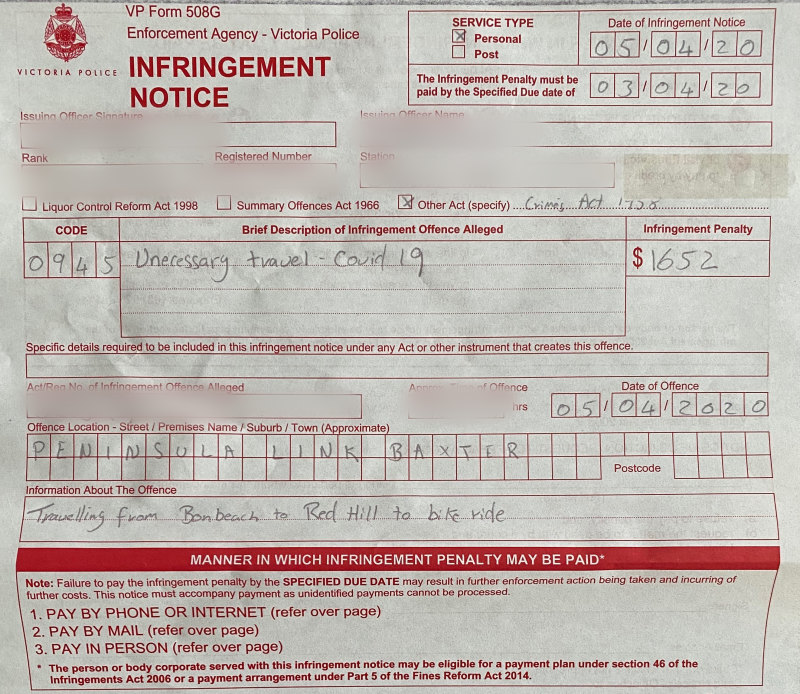 VP Form 508G
Enforcement Agency - Victoria Police
VICTORIA POLICE
INFRINGEMENT
NOTICE
SERVICE TYPE
Personal
Post
Date of Infringement Notice
05/04/20
The Infringement Penalty must be
paid by the Specified Due date of
03/04/20
Issuing Officer Signature
Issuing Officer Name
Rank
Registered Number
Station
Liquor Control Reform Act 1998
Summary Offences Act 1966
Other Act (specify) Crimes Act
CODE
Brief Description of Infringement Offence Alleged
Infringement Penalty
0945
Unecessary travel - Covid 19
$1652
Specific details required to be included in this infringement notice under any Act or other instrument that creates this offence.
Act/Reg No. of Infringement Offence Alleged
Approx. Time of Offence
hrs
Date of Offence
05/04/2020
Offence Location - Street / Premises Name / Suburb / Town (Approximate)
PENINSULA LINK BAXTER
Postcode
Information About The Offence
Travelling from Bonbeach to Red Hill to bike ride
MANNER IN WHICH INFRINGEMENT PENALTY MAY BE PAID*
Note: Failure to pay the infringement penalty by the SPECIFIED DUE DATE may result in further enforcement action being taken and incurring of
further costs. This notice must accompany payment as unidentified payments cannot be processed.
1. PAY BY PHONE OR INTERNET (refer over page)
2. PAY BY MAIL (refer over page)
3. PAY IN PERSON (refer over page)
* The person or body corporate served with this infringement notice may be eligible for a payment plan under section 46 of the
Infringements Act 2006 or a payment arrangement under Part 5 of the Fines Reform Act 2014.